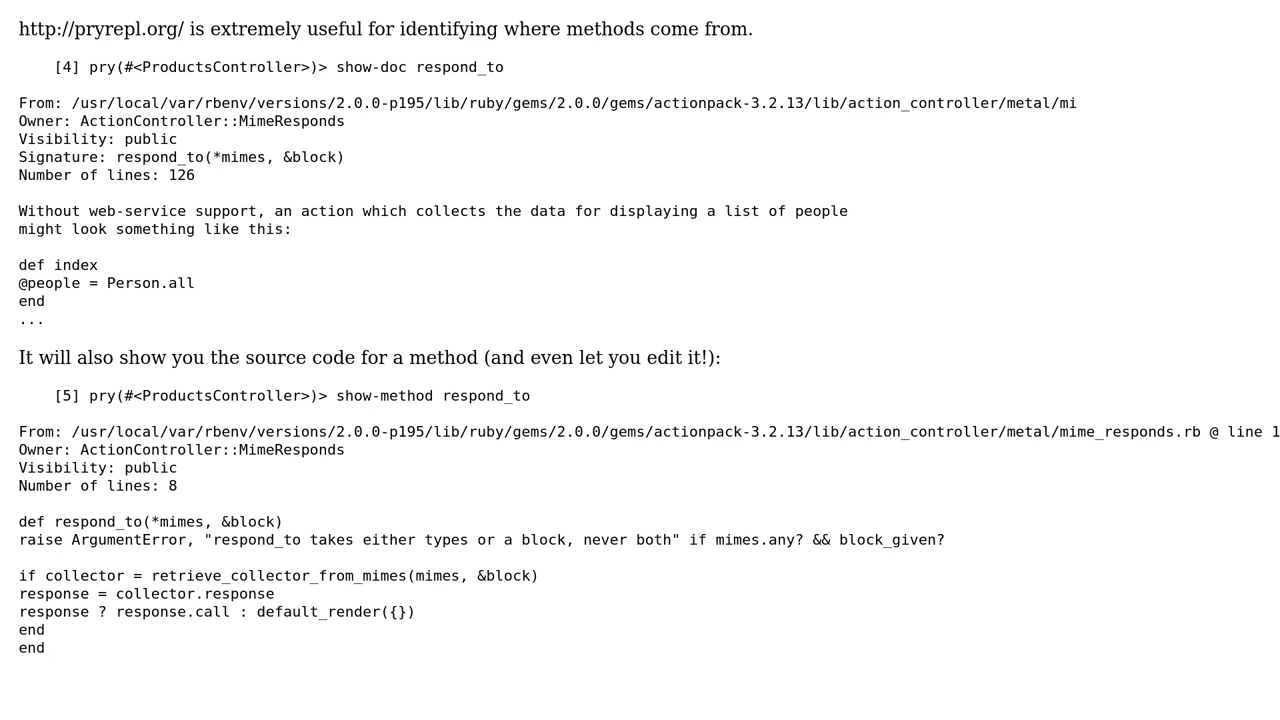 http://pryrepl.org/ is extremely useful for identifying where methods come from.
[4] pry(#<ProductsController>)> show-doc respond_to
From: /usr/local/var/rbenv/versions/2.0.0-p195/lib/ruby/gems/2.0.0/gems/actionpack-3.2.13/lib/action_controller/metal/mi
Owner: ActionController::MimeResponds
Visibility: public
Signature: respond_to(*mimes, &block)
Number of lines: 126
Without web-service support, an action which collects the data for displaying a list of people
might look something like this:
def index
@people = Person.all
end
...
It will also show you the source code for a method (and even let you edit it!):
[5] pry(#<ProductsController>)> show-method respond_to
From: /usr/local/var/rbenv/versions/2.0.0-p195/lib/ruby/gems/2.0.0/gems/actionpack-3.2.13/lib/action_controller/metal/mime_responds.rb @ line 1
Owner: ActionController::MimeResponds
Visibility: public
Number of lines: 8
def respond_to(*mimes, &block)
raise ArgumentError, "respond_to takes either types or a block, never both" if mimes.any? && block_given?
if collector = retrieve_collector_from_mimes(mimes, &block)
response = collector.response
response ? response.call : default_render({})
end
end